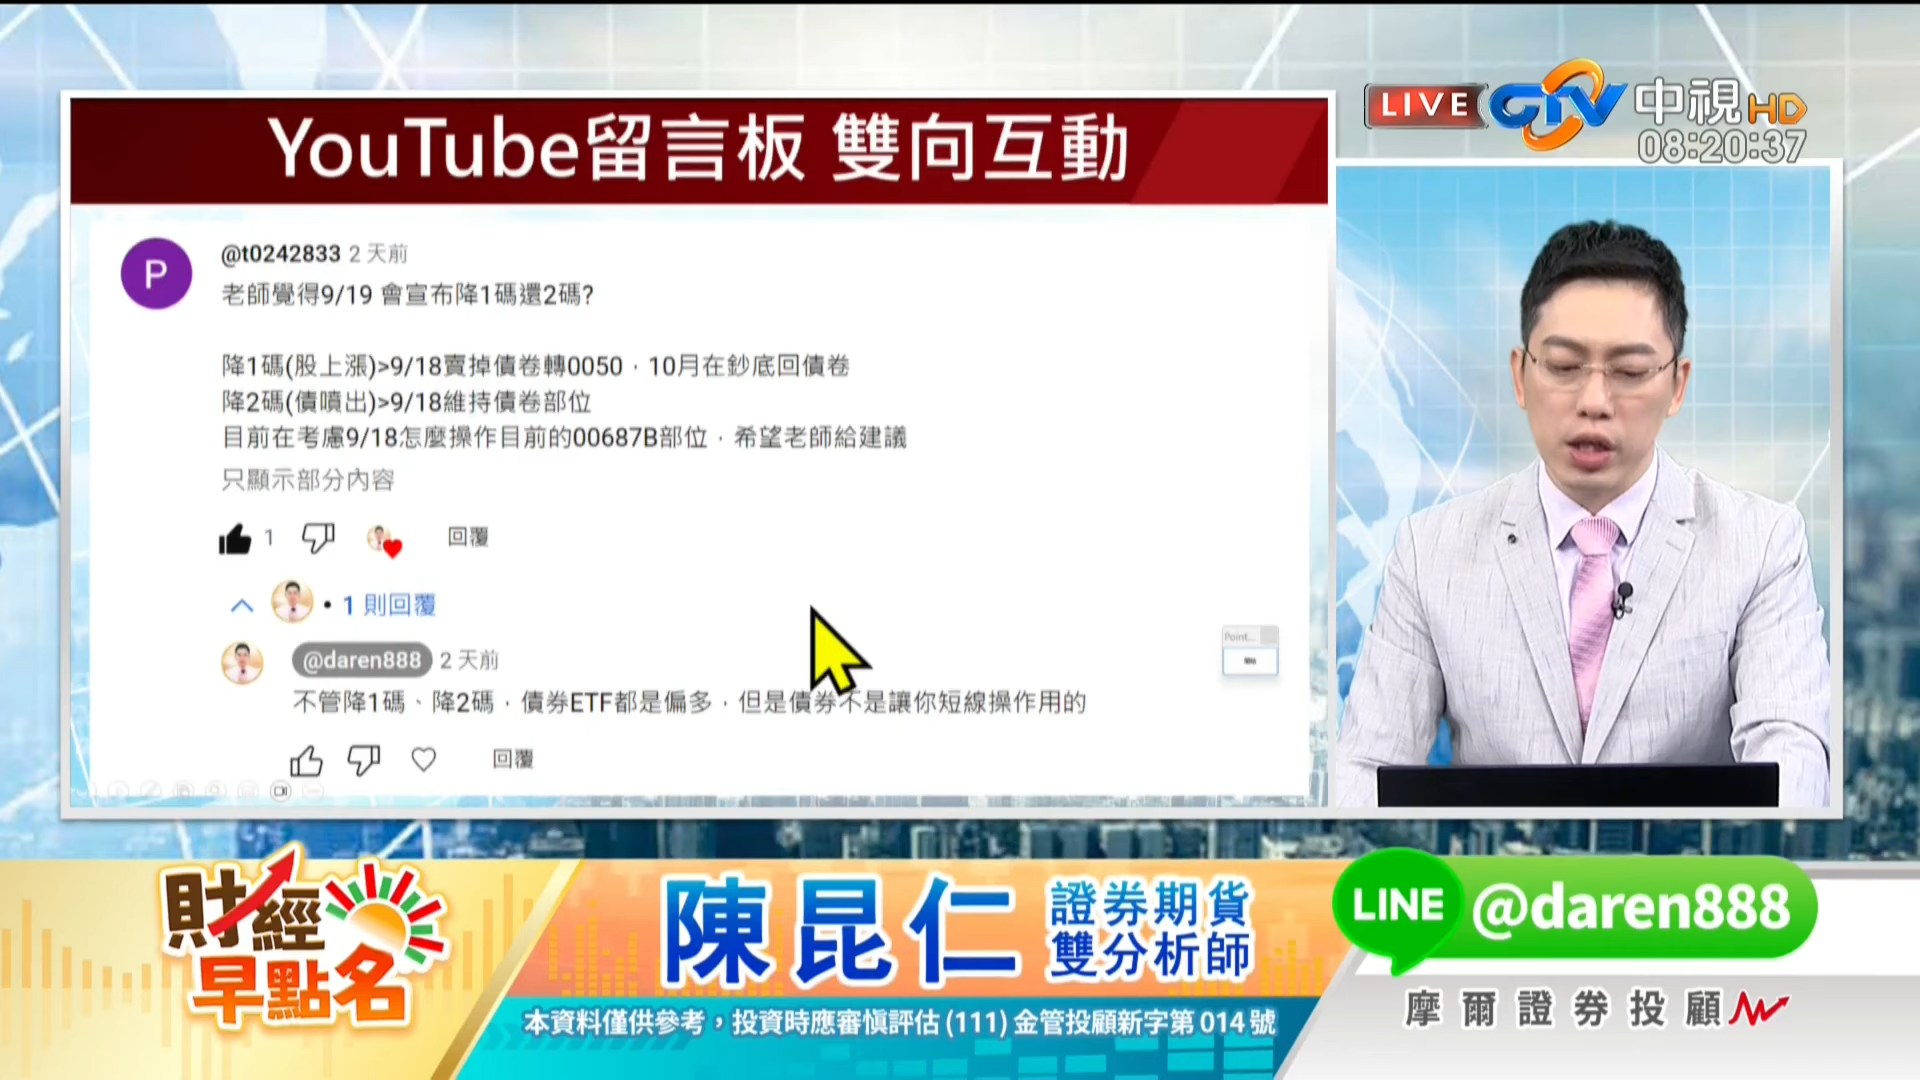 YouTube留言板 雙向互動
P
@t0242833 2 天前
老師覺得9/19 會宣布降1碼還2碼?
降1碼(股上漲)>9/18賣掉債卷轉0050，10月在鈔底回債卷
降2碼(債噴出)>9/18維持債卷部位
目前在考慮9/18怎麼操作目前的00687B部位，希望老師給建議
只顯示部分內容
1 回覆
• 1 則回覆
@daren888 2 天前
不管降1碼、降2碼，債券ETF都是偏多，但是債券不是讓你短線操作用的
回覆
Point...
LIVE CTV 中視 HD
08:20:37
財經
早點名
陳昆仁
證券期貨
雙分析師
LINE @daren888
本資料僅供參考，投資時應審慎評估 (111) 金管投顧新字第 014 號
摩爾證券投顧